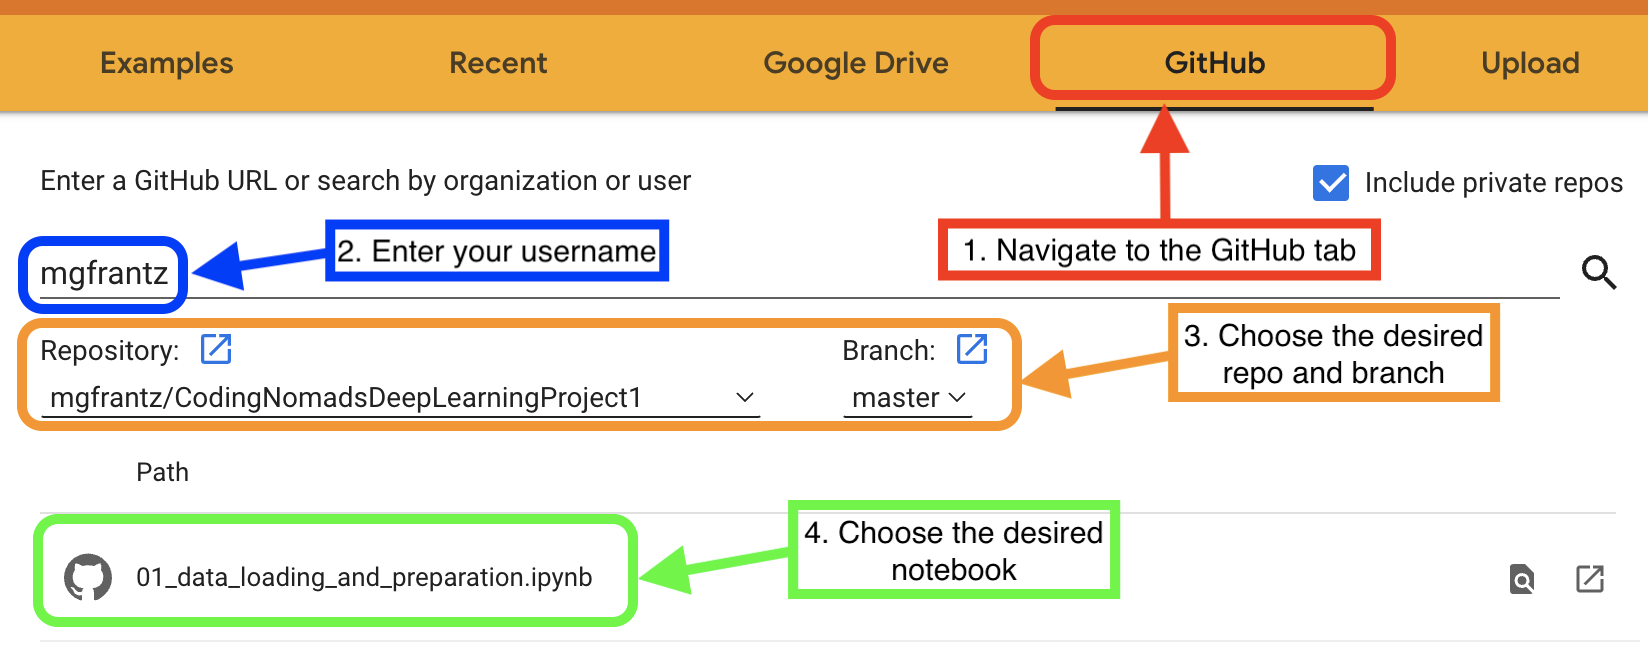 Examples Recent Google Drive GitHub Upload
Enter a GitHub URL or search by organization or user
Include private repos
1. Navigate to the GitHub tab
2. Enter your username
mgfrantz
3. Choose the desired
repo and branch
Repository:
Branch:
mgfrantz/CodingNomadsDeepLearningProject1
master
Path
4. Choose the desired
notebook
01_data_loading_and_preparation.ipynb